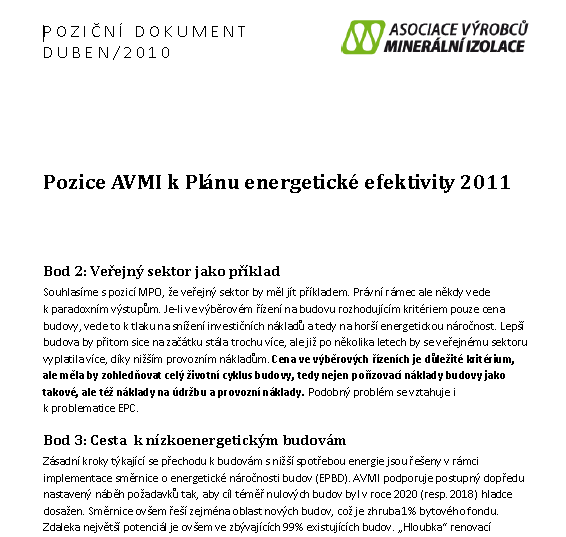 POZIČNÍ DOKUMENT
DUBEN/2010
ASOCIACE VÝROBCŮ
MINERÁLNÍ IZOLACE
Pozice AVMI k Plánu energetické efektivity 2011
Bod 2: Veřejný sektor jako příklad
Souhlasíme s pozicí MPO, že veřejný sektor by měl jít příkladem. Právní rámec ale někdy vede
k paradoxním výstupům. Je-li ve výběrovém řízení na budovu rozhodujícím kritériem pouze cena
budovy, vede to k tlaku na snížení investičních nákladů a tedy na horší energetickou náročnost. Lepší
budova by přitom sice na začátku stála trochu více, ale již po několika letech by se veřejnému sektoru
vyplatila více, díky nižším provozním nákladům. Cena ve výběrových řízeních je důležité kritérium,
ale měla by zohledňovat celý životní cyklus budovy, tedy nejen pořizovací náklady budovy jako
takové, ale též náklady na údržbu a provozní náklady. Podobný problém se vztahuje i
k problematice EPC.
Bod 3: Cesta k nízkoenergetickým budovám
Zásadní kroky týkající se přechodu k budovám s nižší spotřebou energie jsou řešeny v rámci
implementace směrnice o energetické náročnosti budov (EPBD). AVMI podporuje postupný dopředu
nastavený náběh požadavků tak, aby cíl téměř nulových budov byl v roce 2020 (resp. 2018) hladce
dosažen. Směrnice ovšem řeší zejména oblast nových budov, což je zhruba 1% bytového fondu.
Zdaleka největší potenciál je ovšem ve zbývajících 99% existujících budov. „Hloubka“ renovací